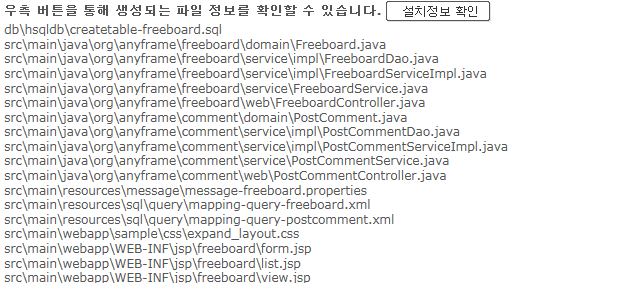 우측 버튼을 통해 생성되는 파일 정보를 확인할 수 있습니다. 설치정보 확인
db\hsqldb\createtable-freeboard.sql
src\main\java\org\anyframe\freeboard\domain\Freeboard.java
src\main\java\org\anyframe\freeboard\service\impl\FreeboardDao.java
src\main\java\org\anyframe\freeboard\service\impl\FreeboardServiceImpl.java
src\main\java\org\anyframe\freeboard\service\FreeboardService.java
src\main\java\org\anyframe\freeboard\web\FreeboardController.java
src\main\java\org\anyframe\comment\domain\PostComment.java
src\main\java\org\anyframe\comment\service\impl\PostCommentDao.java
src\main\java\org\anyframe\comment\service\impl\PostCommentServiceImpl.java
src\main\java\org\anyframe\comment\service\PostCommentService.java
src\main\java\org\anyframe\comment\web\PostCommentController.java
src\main\resources\message\message-freeboard.properties
src\main\resources\sql\query\mapping-query-freeboard.xml
src\main\resources\sql\query\mapping-query-postcomment.xml
src\main\webapp\sample\css\expand_layout.css
src\main\webapp\WEB-INF\jsp\freeboard\form.jsp
src\main\webapp\WEB-INF\jsp\freeboard\list.jsp
src\main\webapp\WEB-INF\jsp\freeboard\view.jsp